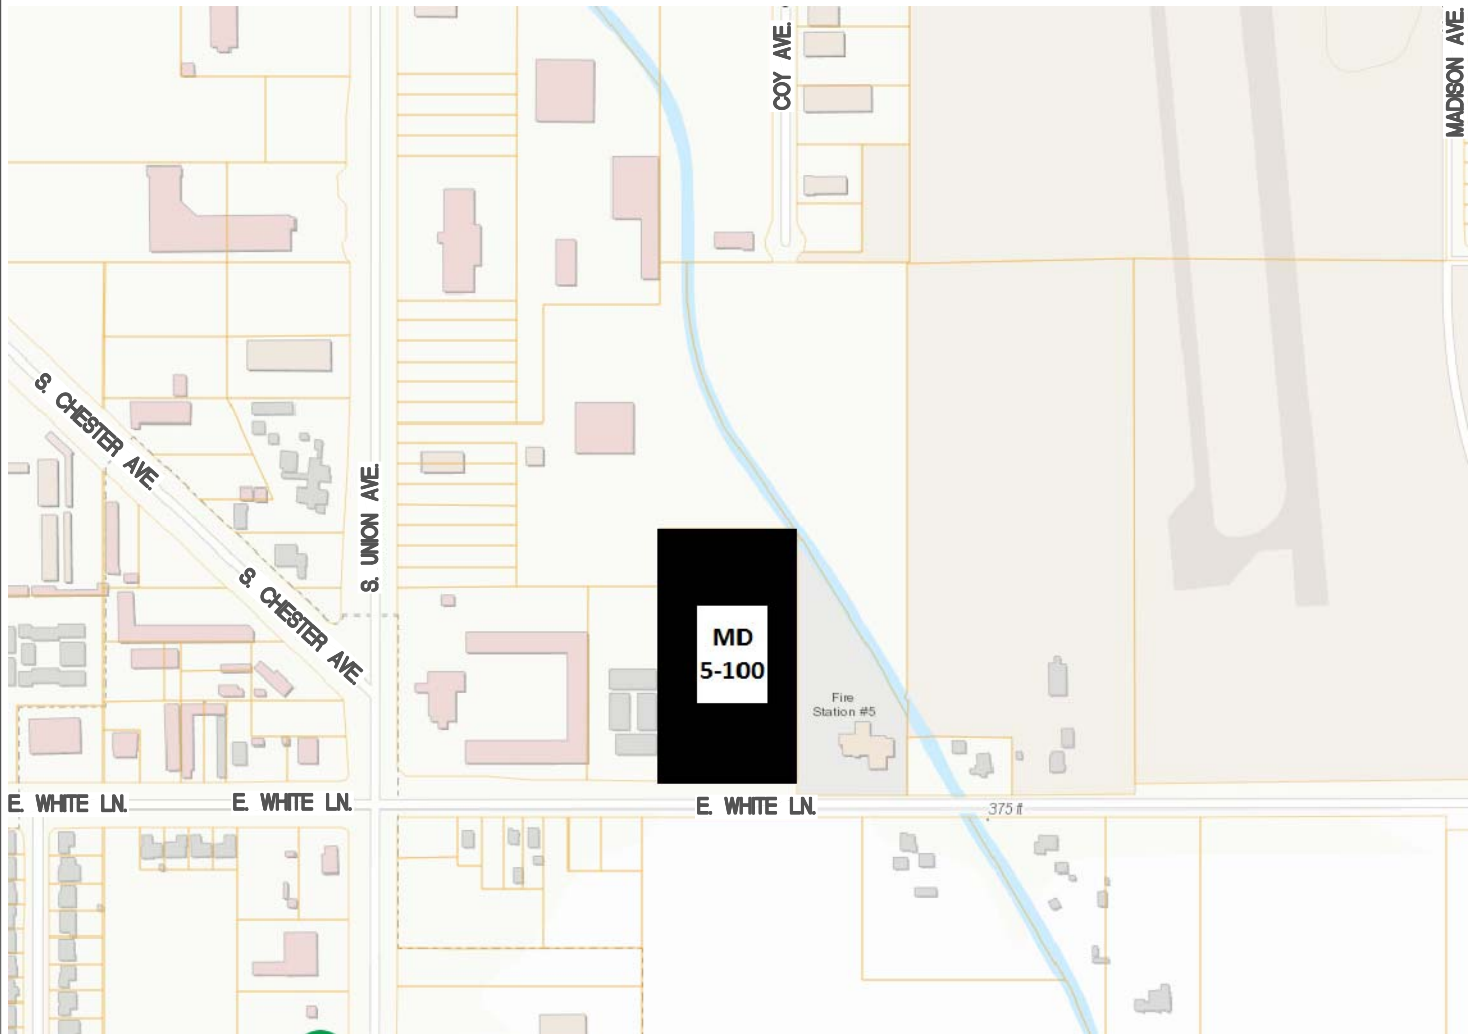 COY AVE.
MADISON AVE.
S. CHESTER AVE.
S. UNION AVE.
S. CHESTER AVE.
MD
5-100
Fire
Station #5
E. WHITE LN.
E. WHITE LN.
E. WHITE LN.
375 ft